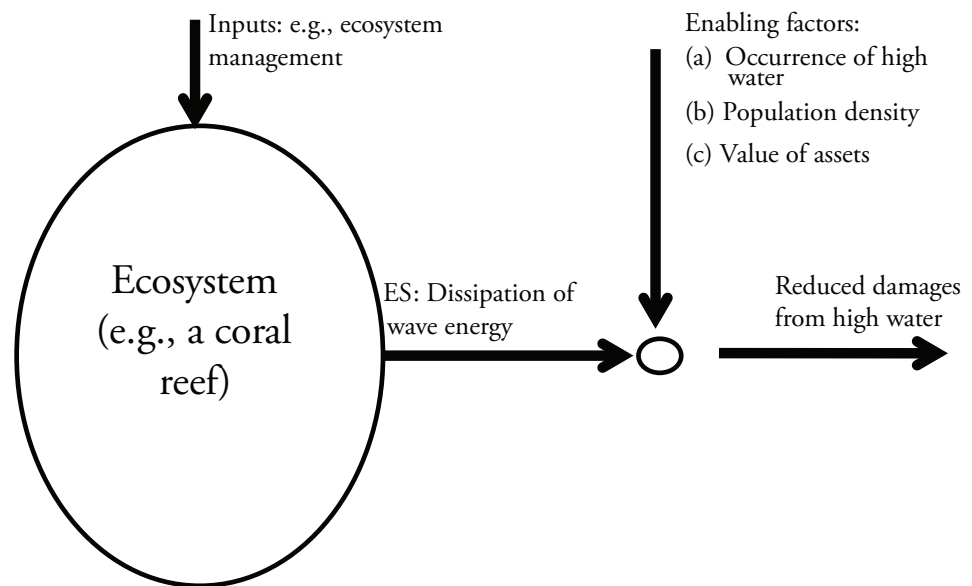 Inputs: e.g., ecosystem
management
Enabling factors:
(a) Occurrence of high
water
(b) Population density
(c) Value of assets
Ecosystem
(e.g., a coral
reef)
ES: Dissipation of
wave energy
Reduced damages
from high water